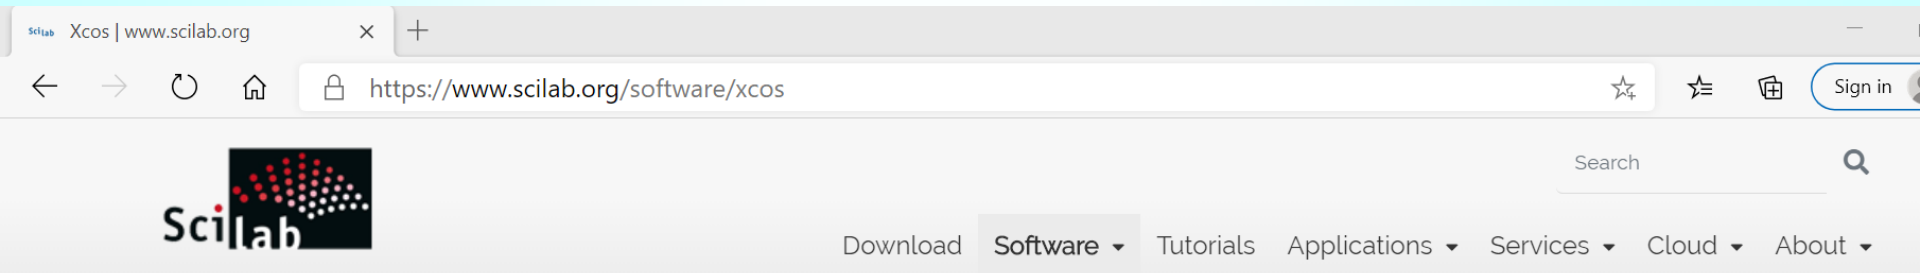 Scilab Xcos | www.scilab.org
https://www.scilab.org/software/xcos
Sign in
Search
Scilab
Download Software Tutorials Applications Services Cloud About